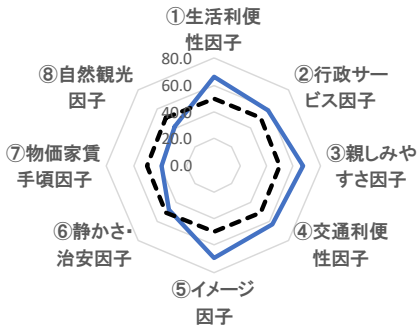 ①生活利便
性因子
②行政サー
ビス因子
③親しみや
すさ因子
④交通利便
性因子
⑤イメージ
因子
⑥静かさ・
治安因子
⑦物価家賃
手頃因子
⑧自然観光
因子
80.0
60.0
40.0
20.0
0.0